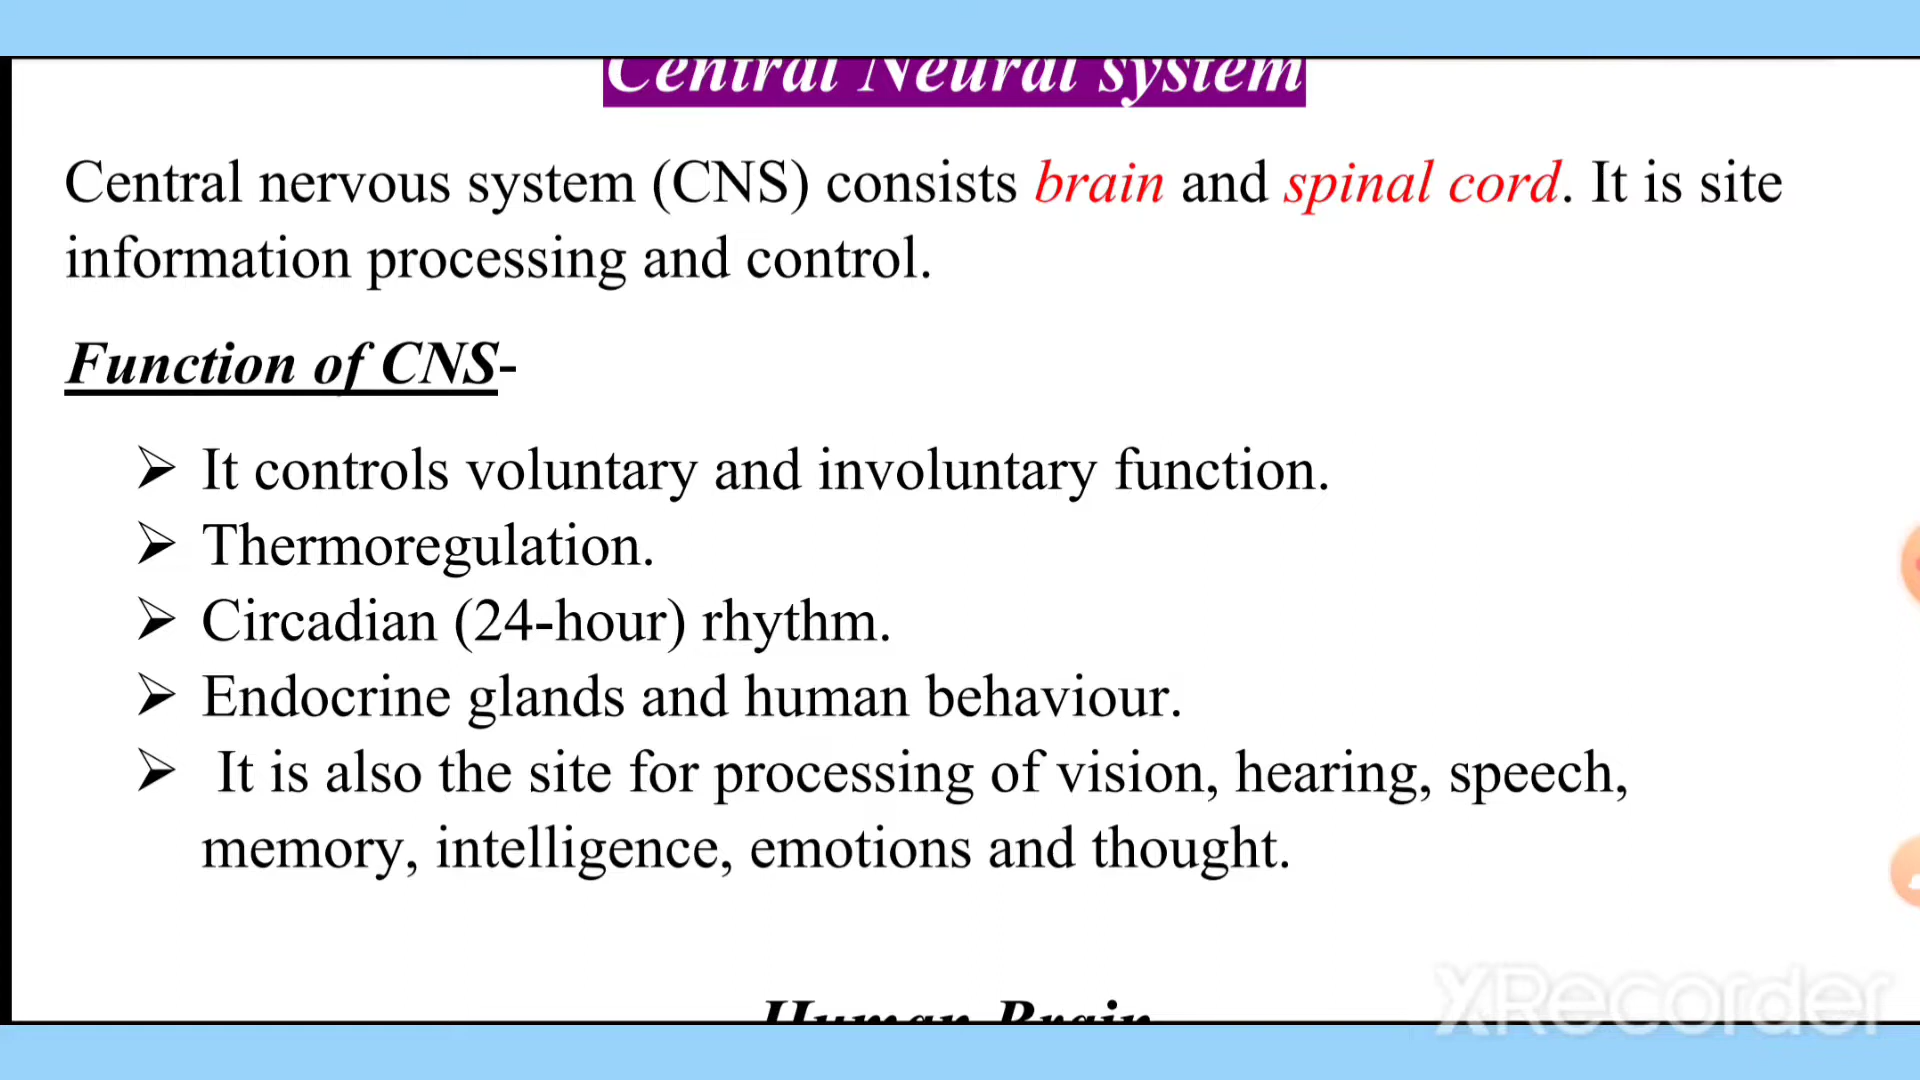 Central Neural system
Central nervous system (CNS) consists brain and spinal cord. It is site
information processing and control.
Function of CNS-
➢ It controls voluntary and involuntary function.
➢ Thermoregulation.
➢ Circadian (24-hour) rhythm.
➢ Endocrine glands and human behaviour.
➢ It is also the site for processing of vision, hearing, speech,
memory, intelligence, emotions and thought.
Human Brain
XRecorder